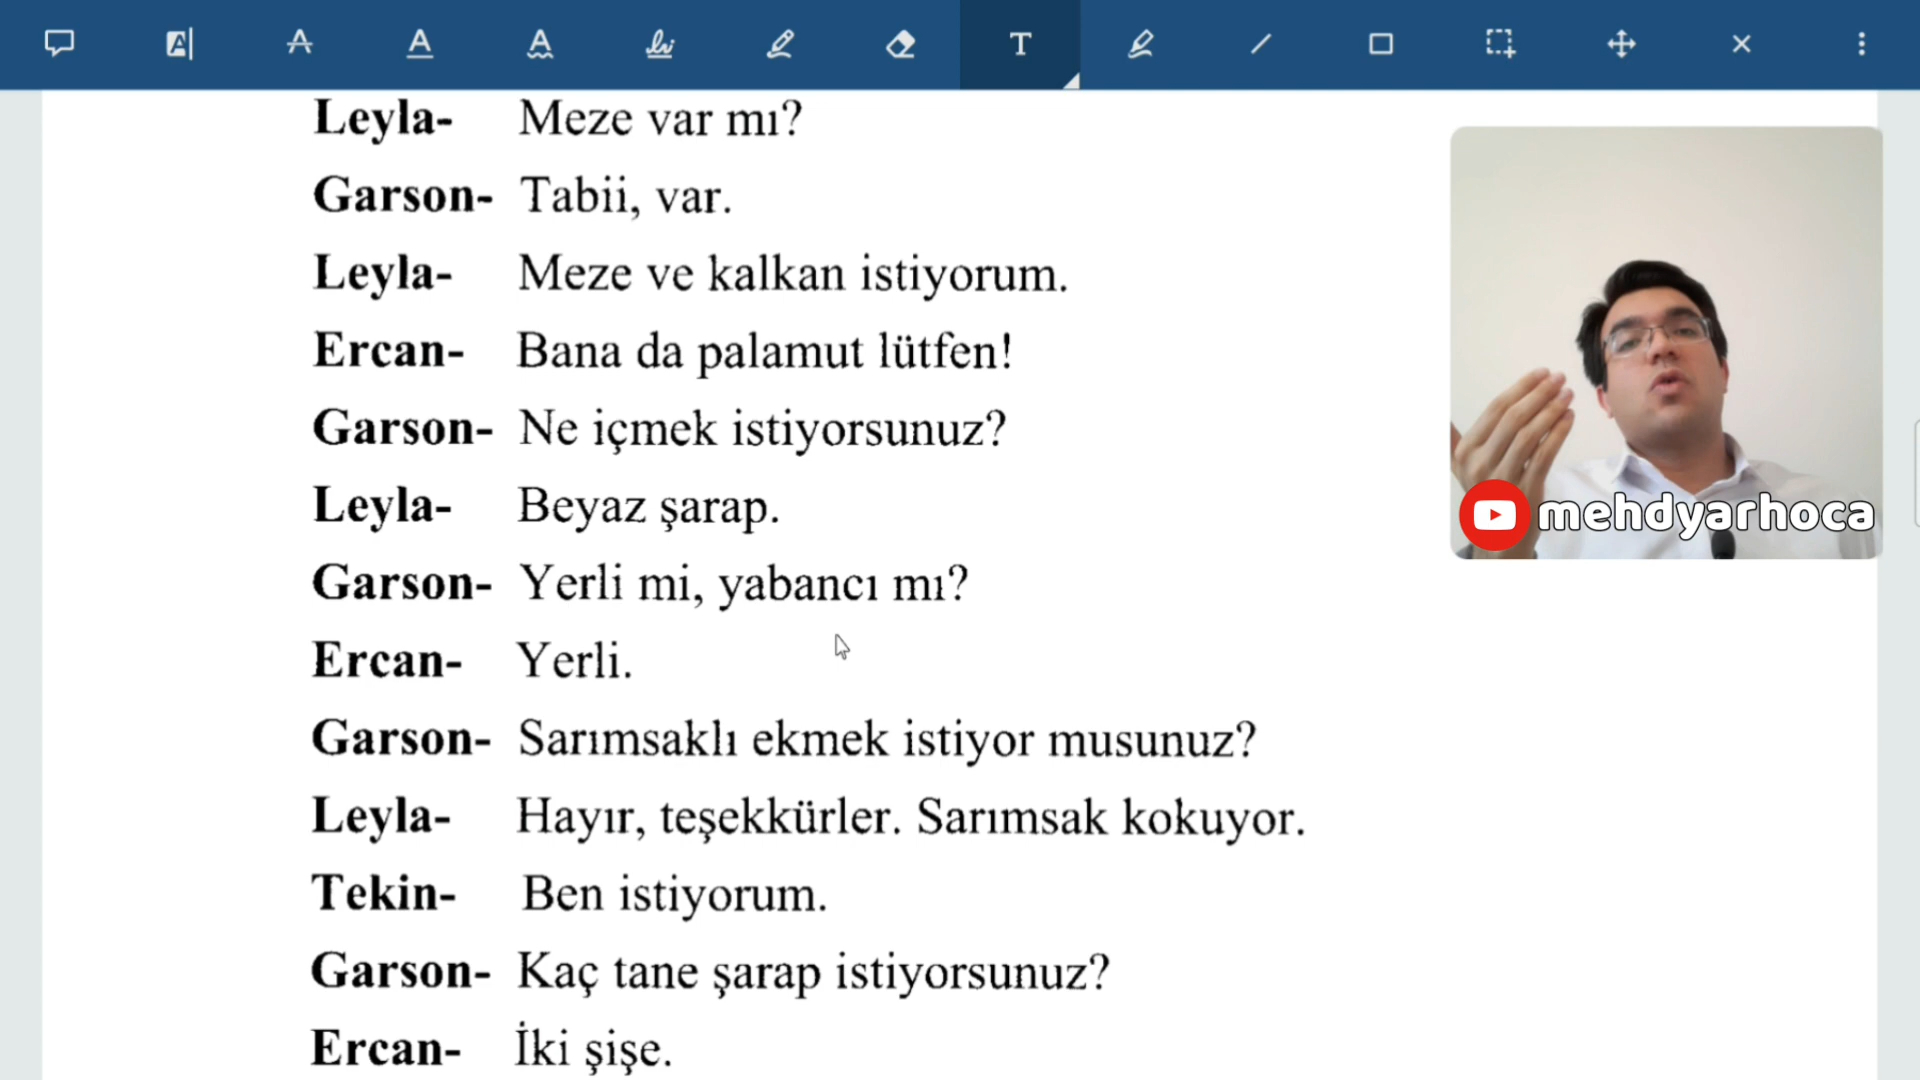 Leyla- Meze var mı?
Garson- Tabii, var.
Leyla- Meze ve kalkan istiyorum.
Ercan- Bana da palamut lütfen!
Garson- Ne içmek istiyorsunuz?
Leyla- Beyaz şarap.
Garson- Yerli mi, yabancı mı?
Ercan- Yerli.
Garson- Sarımsaklı ekmek istiyor musunuz?
Leyla- Hayır, teşekkürler. Sarımsak kokuyor.
Tekin- Ben istiyorum.
Garson- Kaç tane şarap istiyorsunuz?
Ercan- İki şişe.
mehdyarhoca